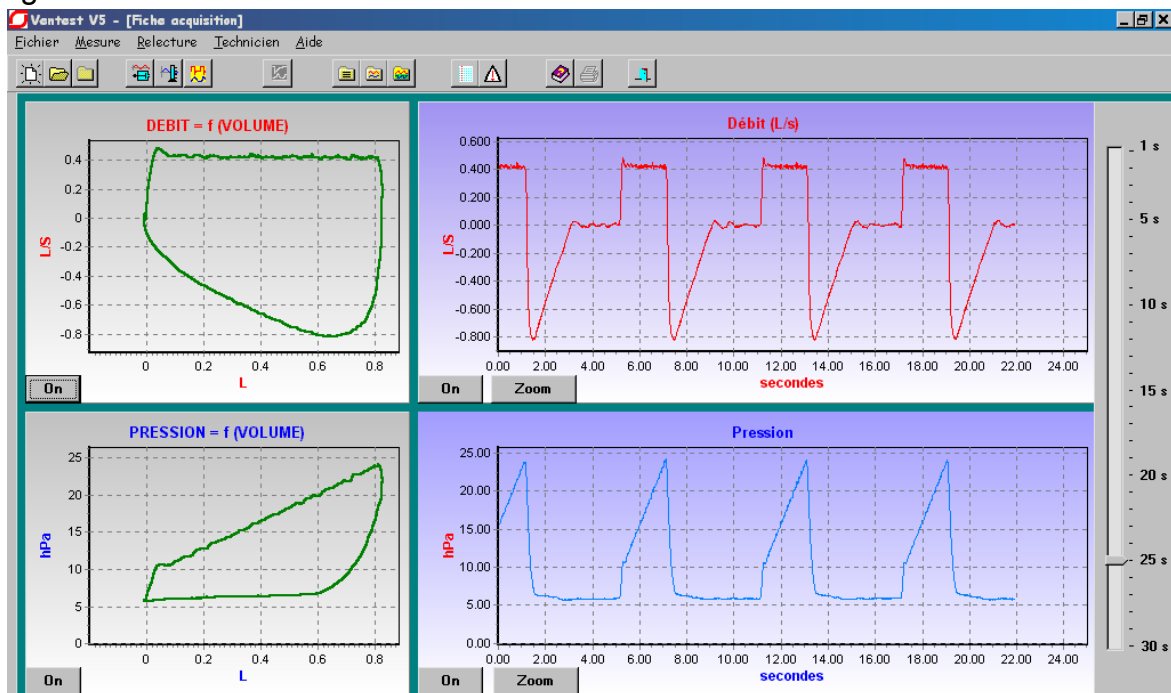 Ventest V5 - [Fiche acquisition]
Fichier Mesure Relecture Technicien Aide
DEBIT = f (VOLUME)
0.4
0.2
0
-0.2
-0.4
-0.6
-0.8
L/S
0 0.2 0.4 0.6 0.8
L
On
Débit (L/s)
0.600
0.400
0.200
0.000
-0.200
-0.400
-0.600
-0.800
L/S
0.00 2.00 4.00 6.00 8.00 10.00 12.00 14.00 16.00 18.00 20.00 22.00 24.00
secondes
On Zoom
PRESSION = f (VOLUME)
25
20
15
10
5
0
hPa
0 0.2 0.4 0.6 0.8
L
On
Pression
25.00
20.00
15.00
10.00
5.00
0.00
hPa
0.00 2.00 4.00 6.00 8.00 10.00 12.00 14.00 16.00 18.00 20.00 22.00 24.00
secondes
On Zoom
1 s
5 s
10 s
15 s
20 s
25 s
30 s